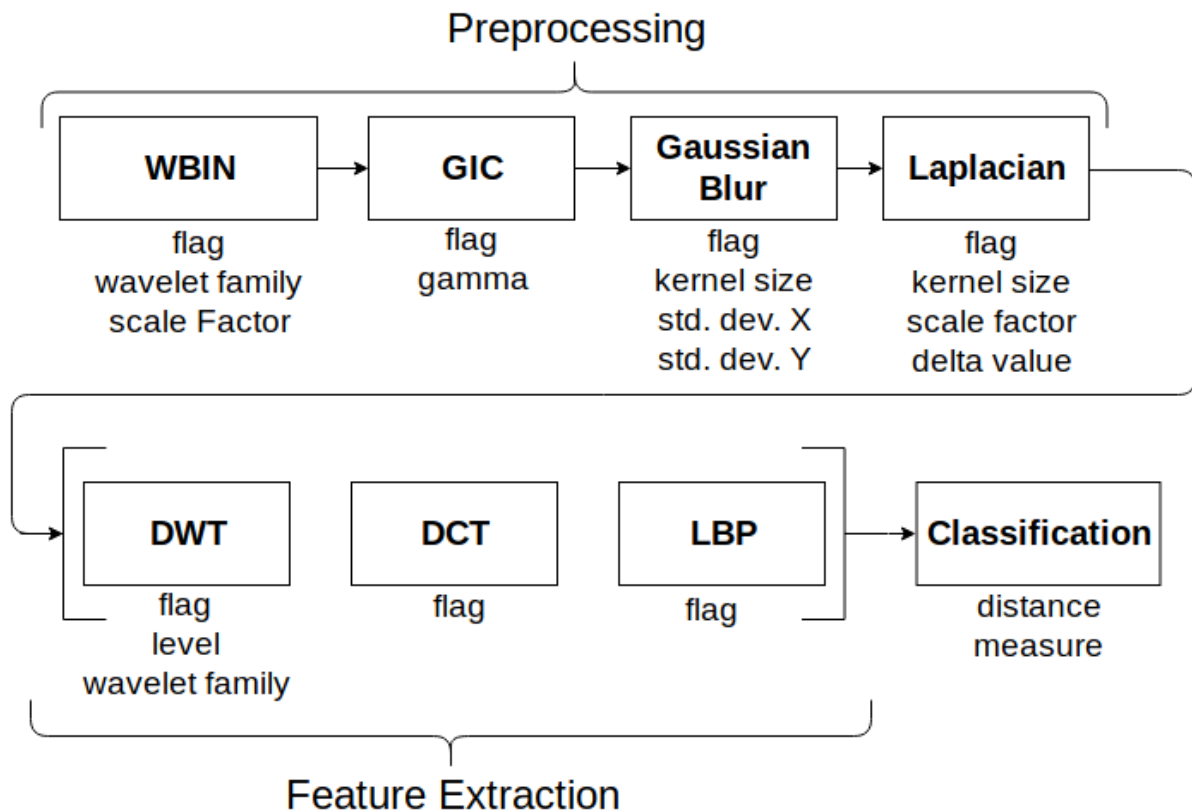 Preprocessing
WBIN
flag
wavelet family
scale Factor
GIC
flag
gamma
Gaussian
Blur
flag
kernel size
std. dev. X
std. dev. Y
Laplacian
flag
kernel size
scale factor
delta value
DWT
flag
level
wavelet family
DCT
flag
LBP
flag
Classification
distance
measure
Feature Extraction